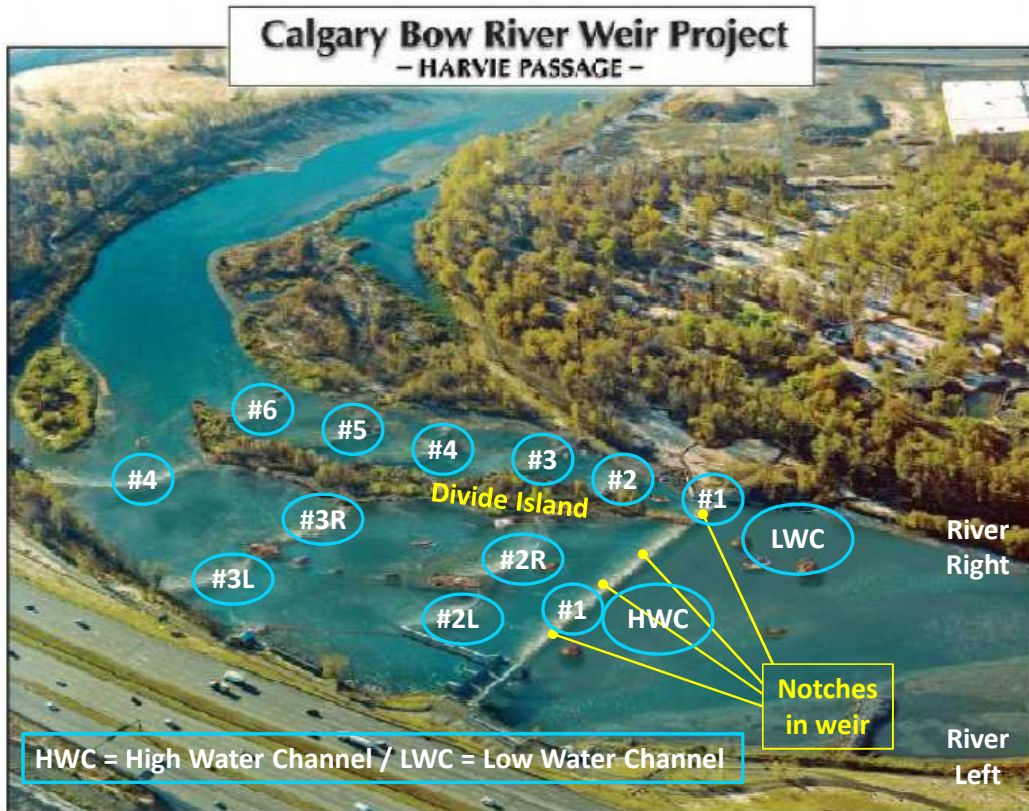 Calgary Bow River Weir Project
– HARVIE PASSAGE –
#6
#5
#4
#3
#2
#1
LWC
River
Right
Divide Island
#4
#3R
#3L
#2R
#2L
#1
HWC
Notches
in weir
HWC = High Water Channel / LWC = Low Water Channel
River
Left